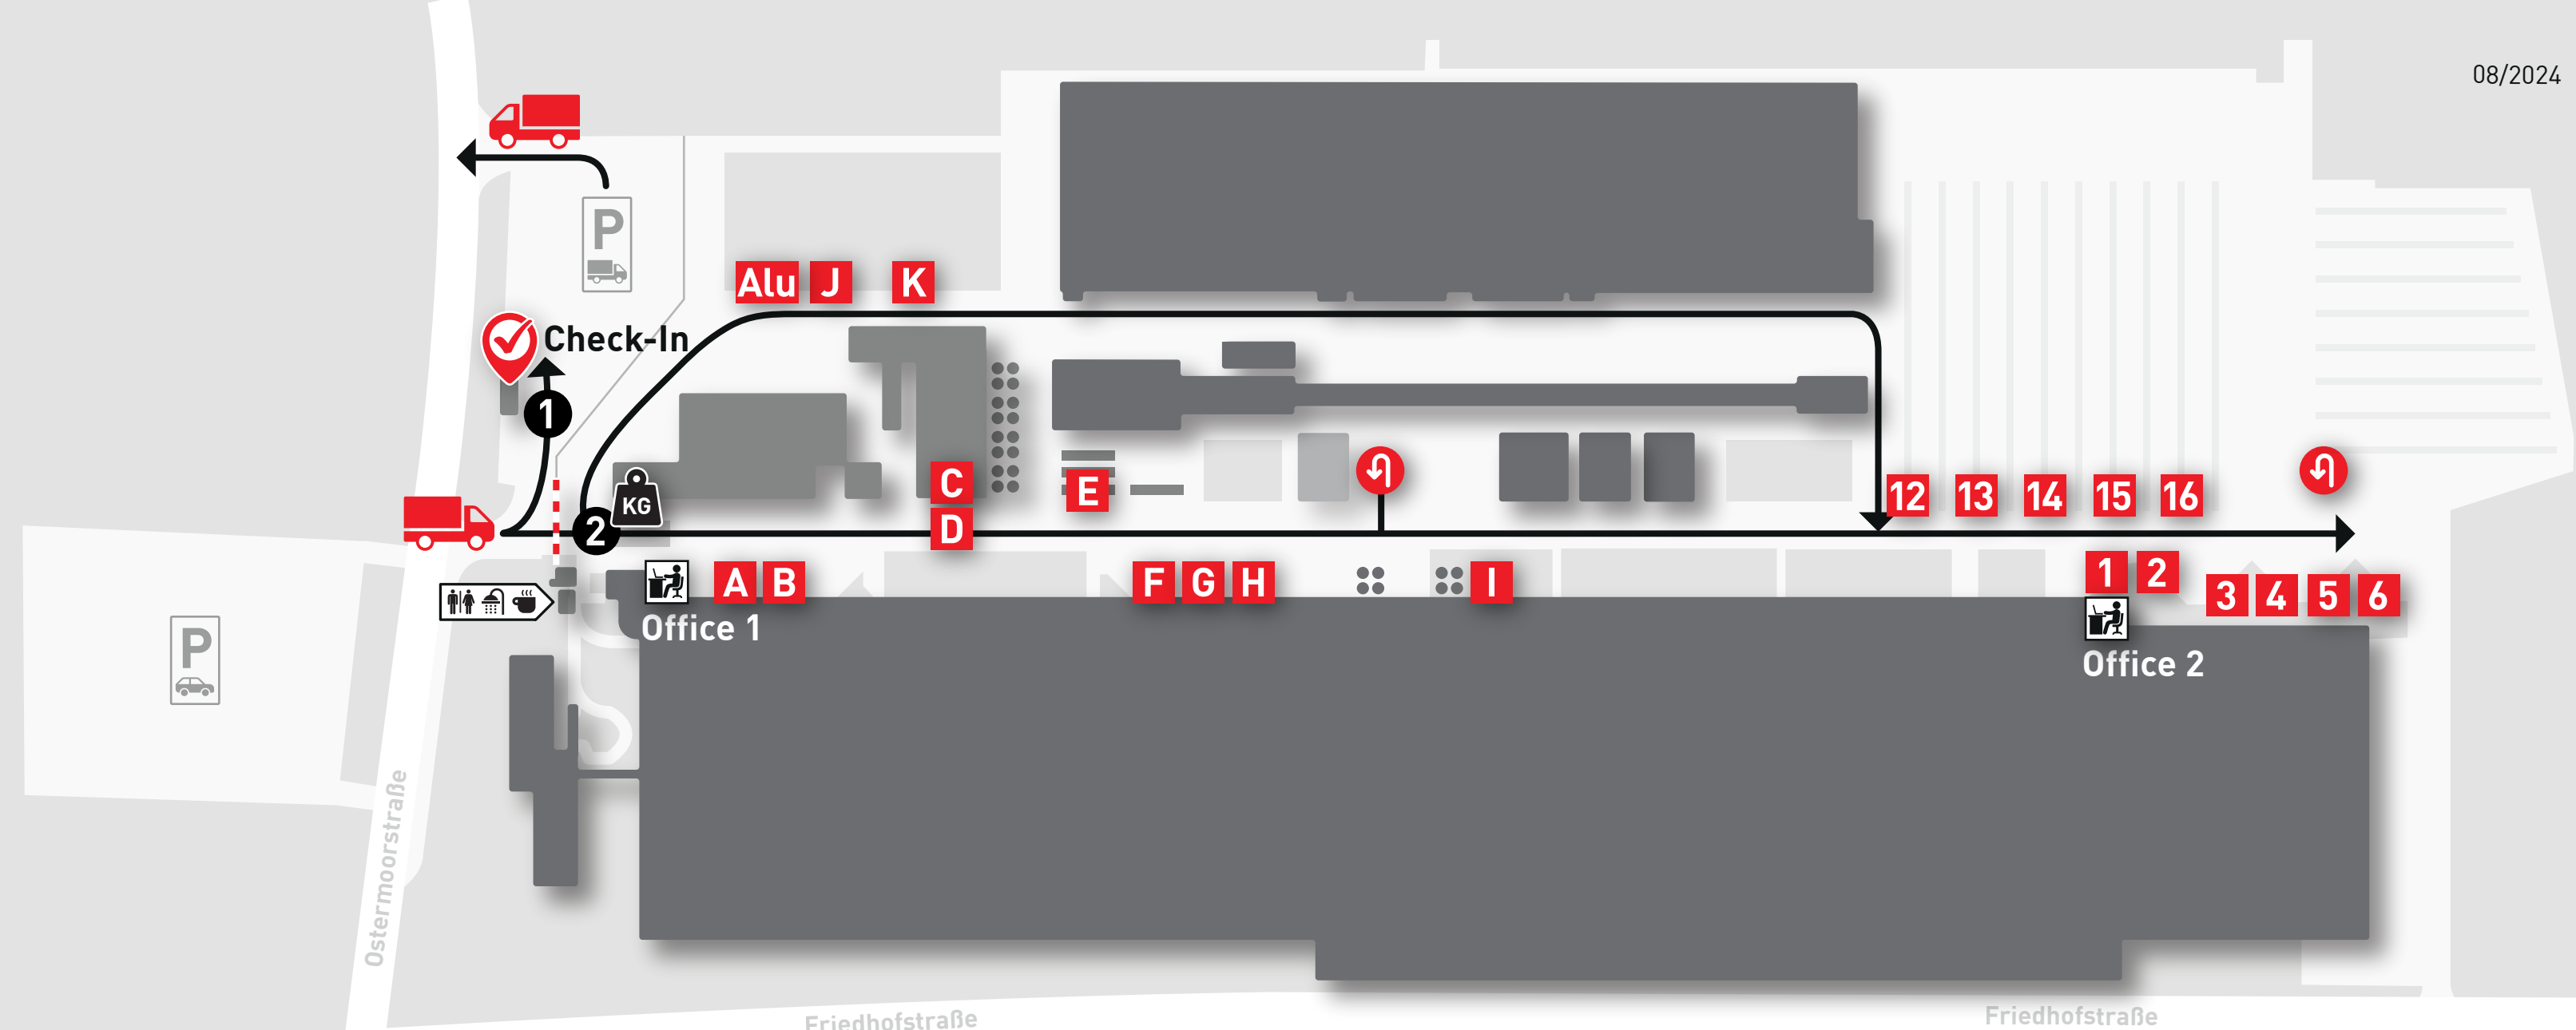 08/2024
P
Alu J K
Check-In
1
KG
2
C
D
E
12 13 14 15 16
A B
F G H
I
1 2
3 4 5 6
Office 1
Office 2
P
Ostermoorstraße
Friedhofstraße
Friedhofstraße